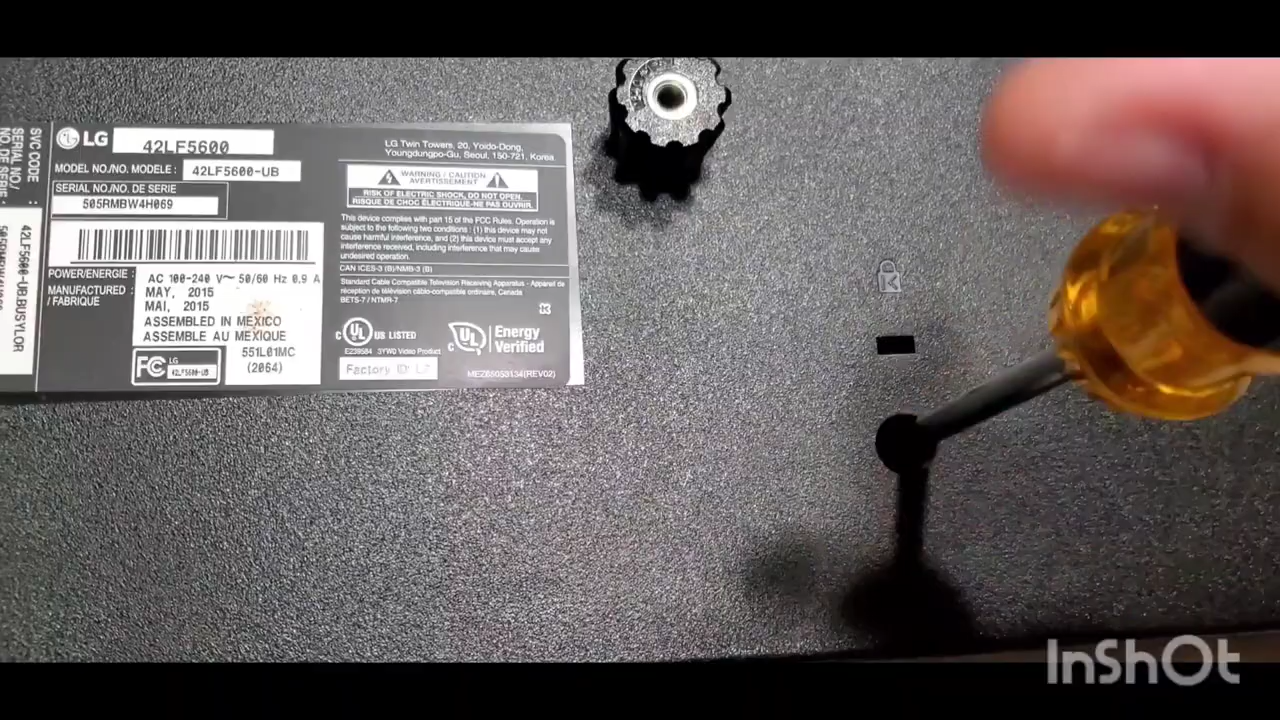 SVC CODE :
SERIAL NO./
NO. DE SÉRIE.
42LF5600-UB.BUSYLOR
LG
42LF5600
MODEL NO./NO. MODELE :
42LF5600-UB
SERIAL NO./NO. DE SERIE
505RMBW4H069
POWER/ENERGIE :
AC 100-240 V~ 50/60 Hz 0.9 A
MANUFACTURED :
/ FABRIQUE
MAY, 2015
MAI, 2015
ASSEMBLED IN MEXICO
ASSEMBLE AU MEXIQUE
551L01MC
(2064)
FC LG
42LF5600-UB
LG Twin Towers, 20, Yoido-Dong,
Youngdungpo-Gu, Seoul, 150-721, Korea
WARNING / CAUTION
AVERTISSEMENT
RISK OF ELECTRIC SHOCK, DO NOT OPEN.
RISQUE DE CHOC ÉLECTRIQUE-NE PAS OUVRIR.
This device complies with part 15 of the FCC Rules. Operation is
subject to the following two conditions : (1) this device may not
cause harmful interference, and (2) this device must accept any
interference received, including interference that may cause
undesired operation.
CAN ICES-3 (B)/NMB-3 (B)
Standard Cable Compatible Television Receiving Apparatus - Appareil de
réception de télévision câblo-compatible ordinaire, Canada
BETS-7 / NTMR-7
C UL US LISTED
E239584 3YW0 Video Product
C UL Energy
Verified
Factory ID:
MEZ65053134(REV02)
InShOt